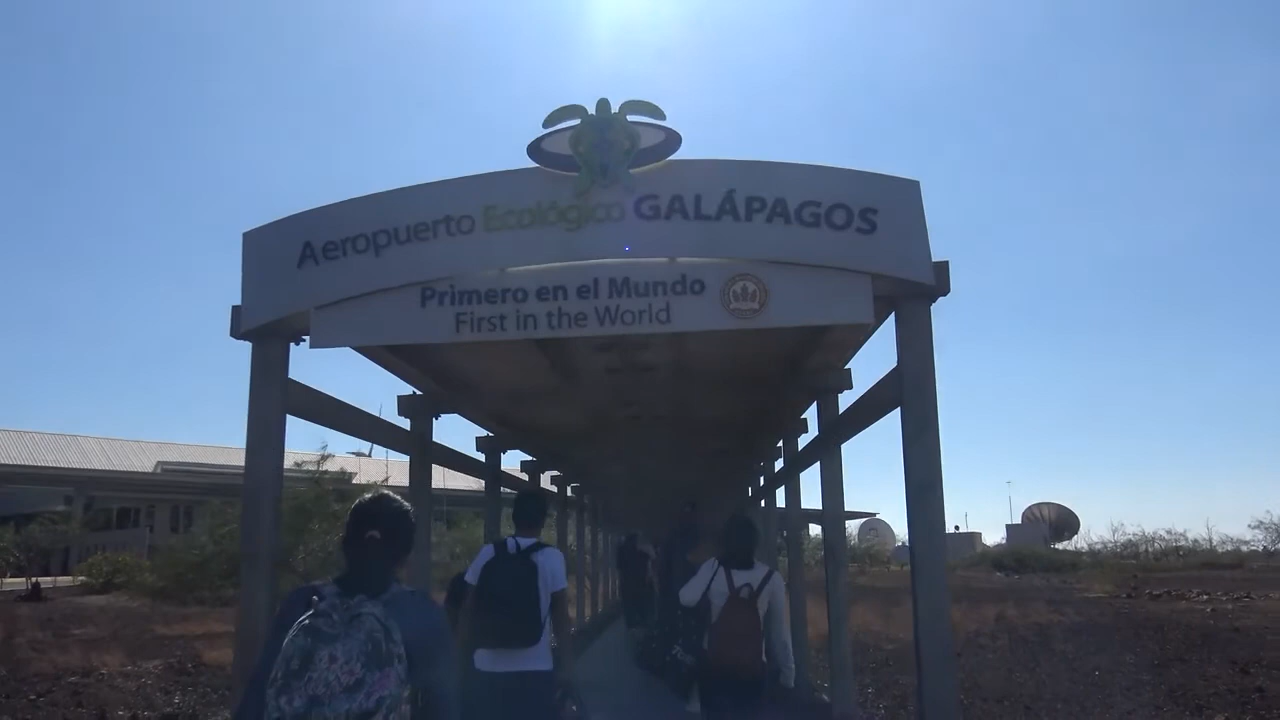 Aeropuerto Ecológico GALÁPAGOS
Primero en el Mundo
First in the World